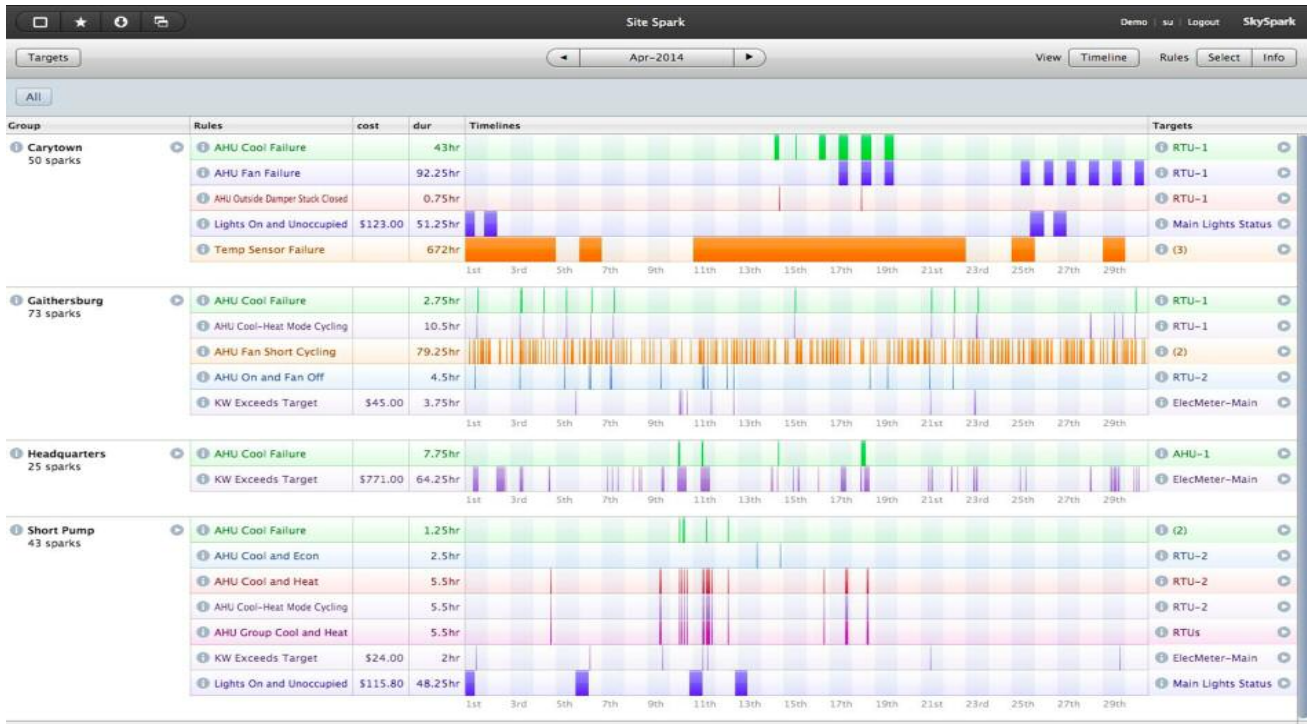 Site Spark
Demo su Logout SkySpark
Targets
Apr-2014
View Timeline Rules Select Info
All
Group Rules cost dur Timelines Targets
Carytown AHU Cool Failure 43hr RTU-1
50 sparks
AHU Fan Failure 92.25hr RTU-1
AHU Outside Damper Stuck Closed 0.75hr RTU-1
Lights On and Unoccupied $123.00 51.25hr Main Lights Status
Temp Sensor Failure 672hr (3)
1st 3rd 5th 7th 9th 11th 13th 15th 17th 19th 21st 23rd 25th 27th 29th
Gaithersburg AHU Cool Failure 2.75hr RTU-1
73 sparks
AHU Cool-Heat Mode Cycling 10.5hr RTU-1
AHU Fan Short Cycling 79.25hr (2)
AHU On and Fan Off 4.5hr RTU-2
KW Exceeds Target $45.00 3.75hr ElecMeter-Main
1st 3rd 5th 7th 9th 11th 13th 15th 17th 19th 21st 23rd 25th 27th 29th
Headquarters AHU Cool Failure 7.75hr AHU-1
25 sparks
KW Exceeds Target $771.00 64.25hr ElecMeter-Main
1st 3rd 5th 7th 9th 11th 13th 15th 17th 19th 21st 23rd 25th 27th 29th
Short Pump AHU Cool Failure 1.25hr (2)
43 sparks
AHU Cool and Econ 2.5hr RTU-2
AHU Cool and Heat 5.5hr RTU-2
AHU Cool-Heat Mode Cycling 5.5hr RTU-2
AHU Group Cool and Heat 5.5hr RTUs
KW Exceeds Target $24.00 2hr ElecMeter-Main
Lights On and Unoccupied $115.80 48.25hr Main Lights Status
1st 3rd 5th 7th 9th 11th 13th 15th 17th 19th 21st 23rd 25th 27th 29th